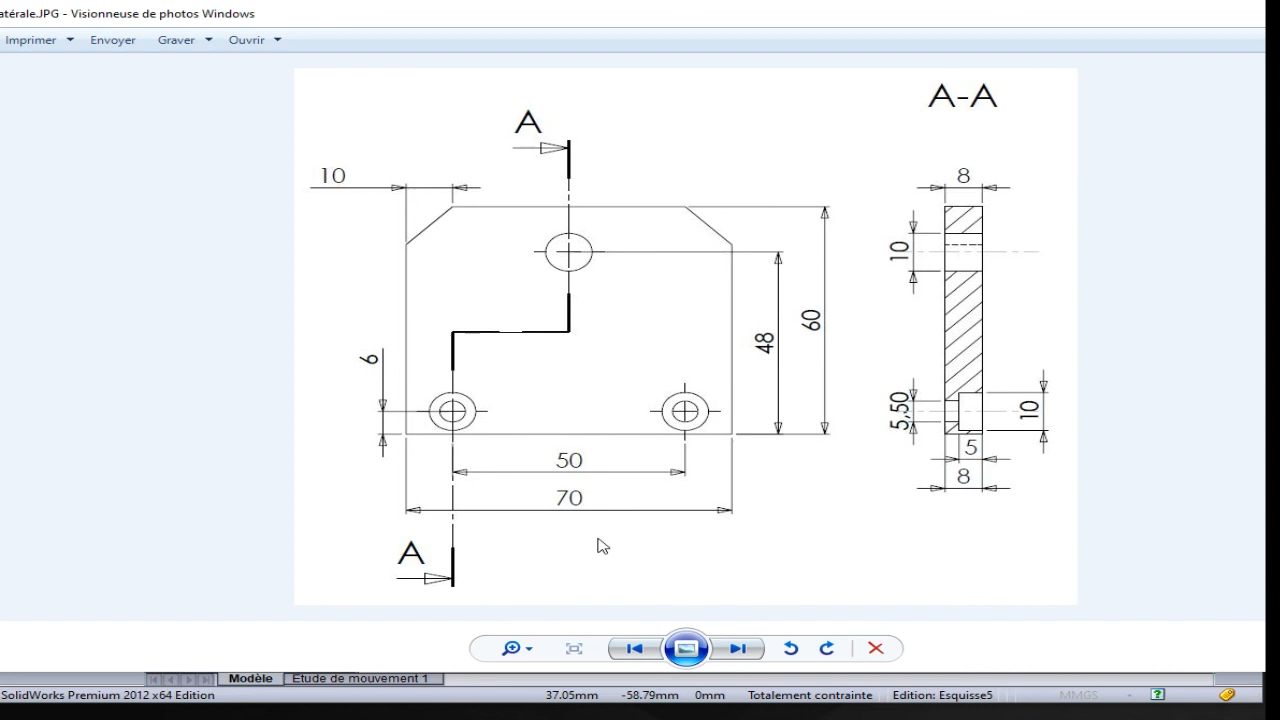 atérale.JPG - Visionneuse de photos Windows
Imprimer Envoyer Graver Ouvrir
A-A
A
10
8
10
6
48
60
5,50
10
50
5
8
70
A
Modèle Etude de mouvement 1
SolidWorks Premium 2012 x64 Edition 37.05mm -58.79mm 0mm Totalement contrainte Edition: Esquisse5 MMGS - ?